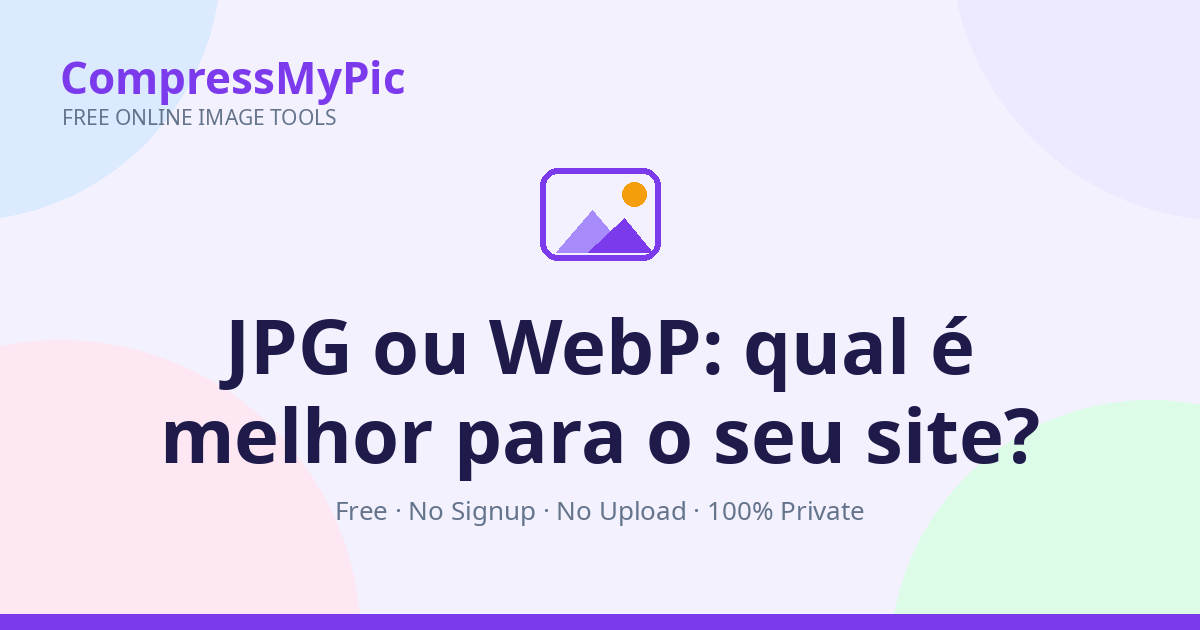 CompressMyPic
FREE ONLINE IMAGE TOOLS
JPG ou WebP: qual é
melhor para o seu site?
Free · No Signup · No Upload · 100% Private